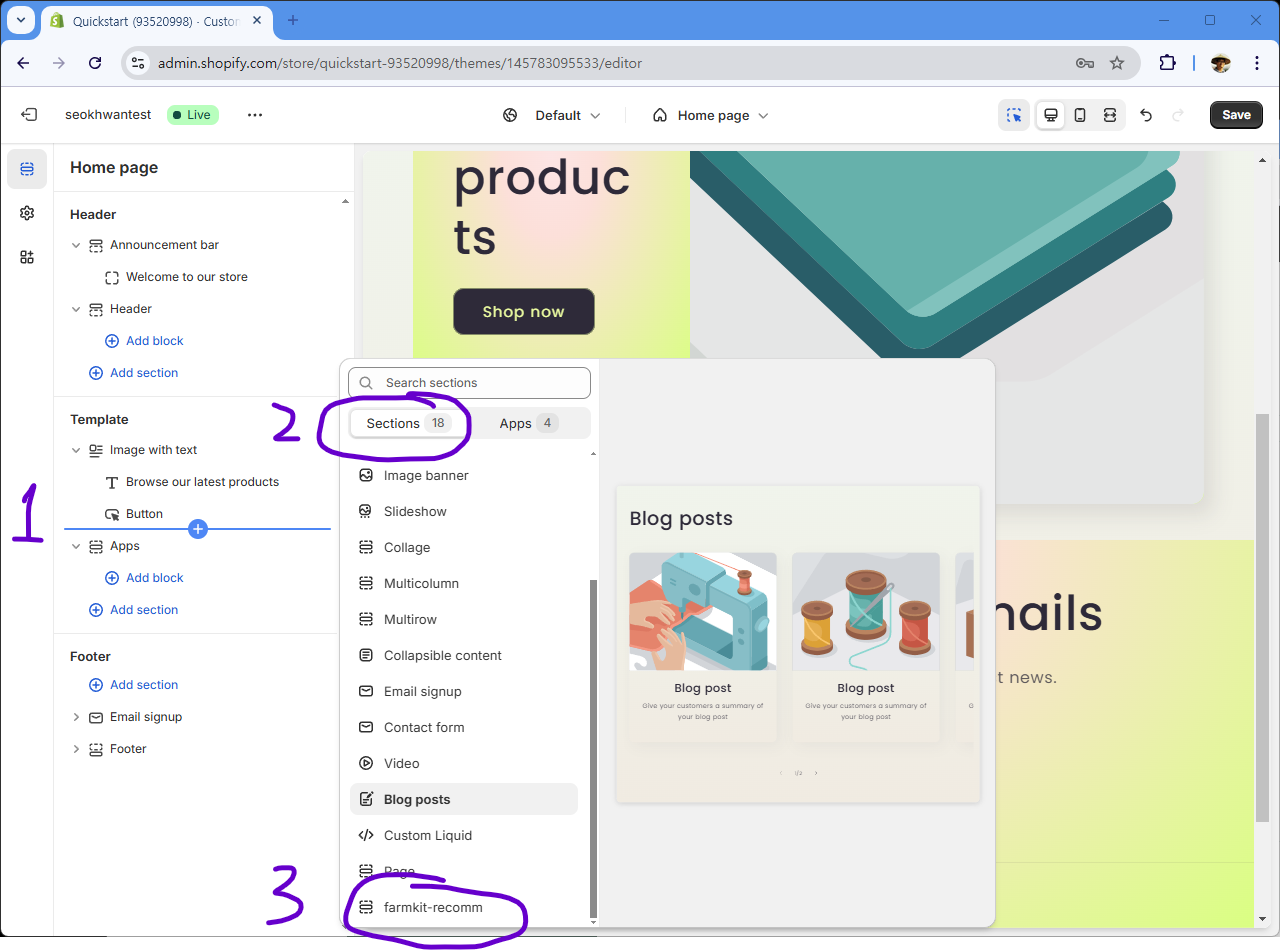 Quickstart (93520998) · Custon
admin.shopify.com/store/quickstart-93520998/themes/145783095533/editor
seokhwantest Live Default Home page Save
Home page
Header
Announcement bar
Welcome to our store
Header
Add block
Add section
Template
Image with text
Browse our latest products
Button
Apps
Add block
Add section
Footer
Add section
Email signup
Footer
1
2
3
produc
ts
Shop now
Search sections
Sections 18 Apps 4
Image banner
Slideshow
Collage
Multicolumn
Multirow
Collapsible content
Email signup
Contact form
Video
Blog posts
Custom Liquid
Page
farmkit-recomm
Blog posts
Blog post Blog post
Give your customers a summary of your blog post
Give your customers a summary of your blog post
G
1/2
nails
t news.